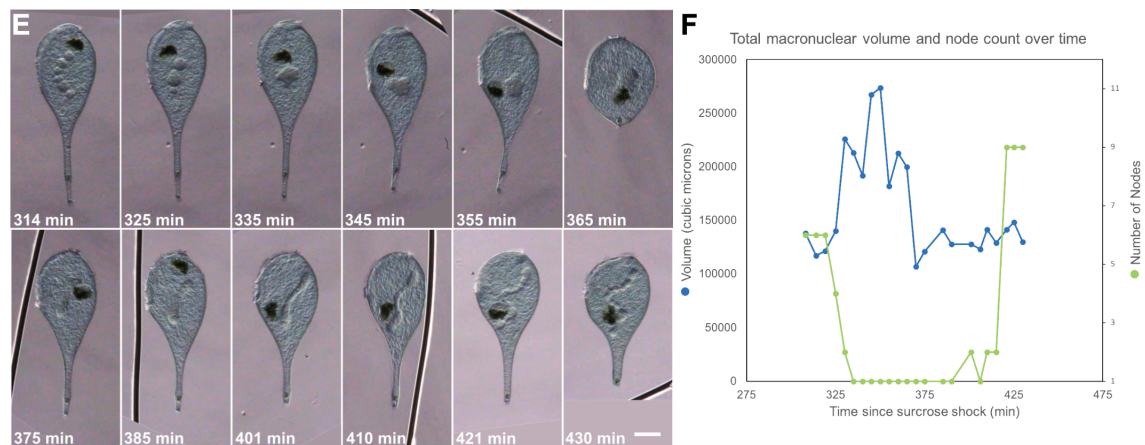 E
314 min
325 min
335 min
345 min
355 min
365 min
375 min
385 min
401 min
410 min
421 min
430 min
F
Total macronuclear volume and node count over time
300000
250000
200000
150000
100000
50000
0
Volume (cubic microns)
11
9
7
5
3
1
Number of Nodes
275
325
375
425
475
Time since surcrose shock (min)